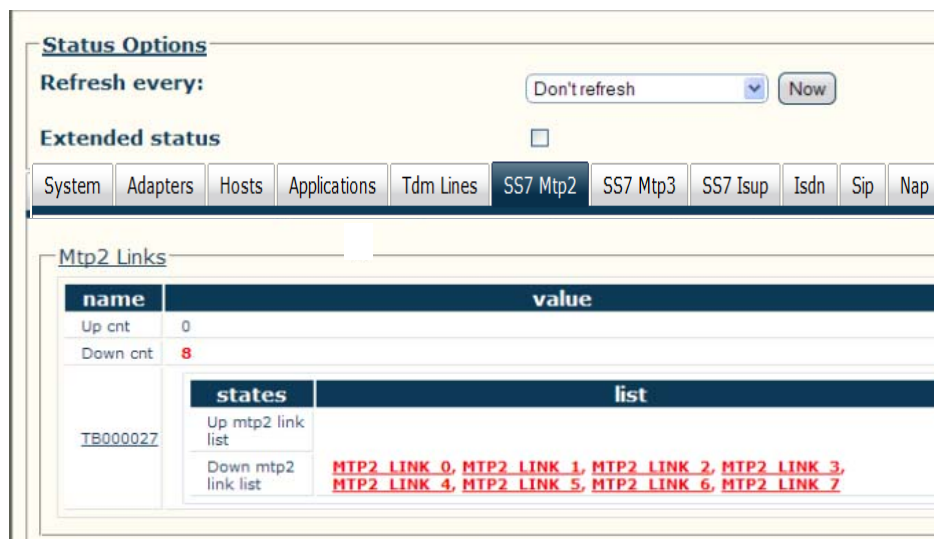 Status Options
Refresh every:
Don't refresh
Now
Extended status
System Adapters Hosts Applications Tdm Lines SS7 Mtp2 SS7 Mtp3 SS7 Isup Isdn Sip Nap
Mtp2 Links
name value
Up cnt 0
Down cnt 8
TB000027
states list
Up mtp2 link
list
Down mtp2
link list
MTP2_LINK_0, MTP2_LINK_1, MTP2_LINK_2, MTP2_LINK_3,
MTP2_LINK_4, MTP2_LINK_5, MTP2_LINK_6, MTP2_LINK_7